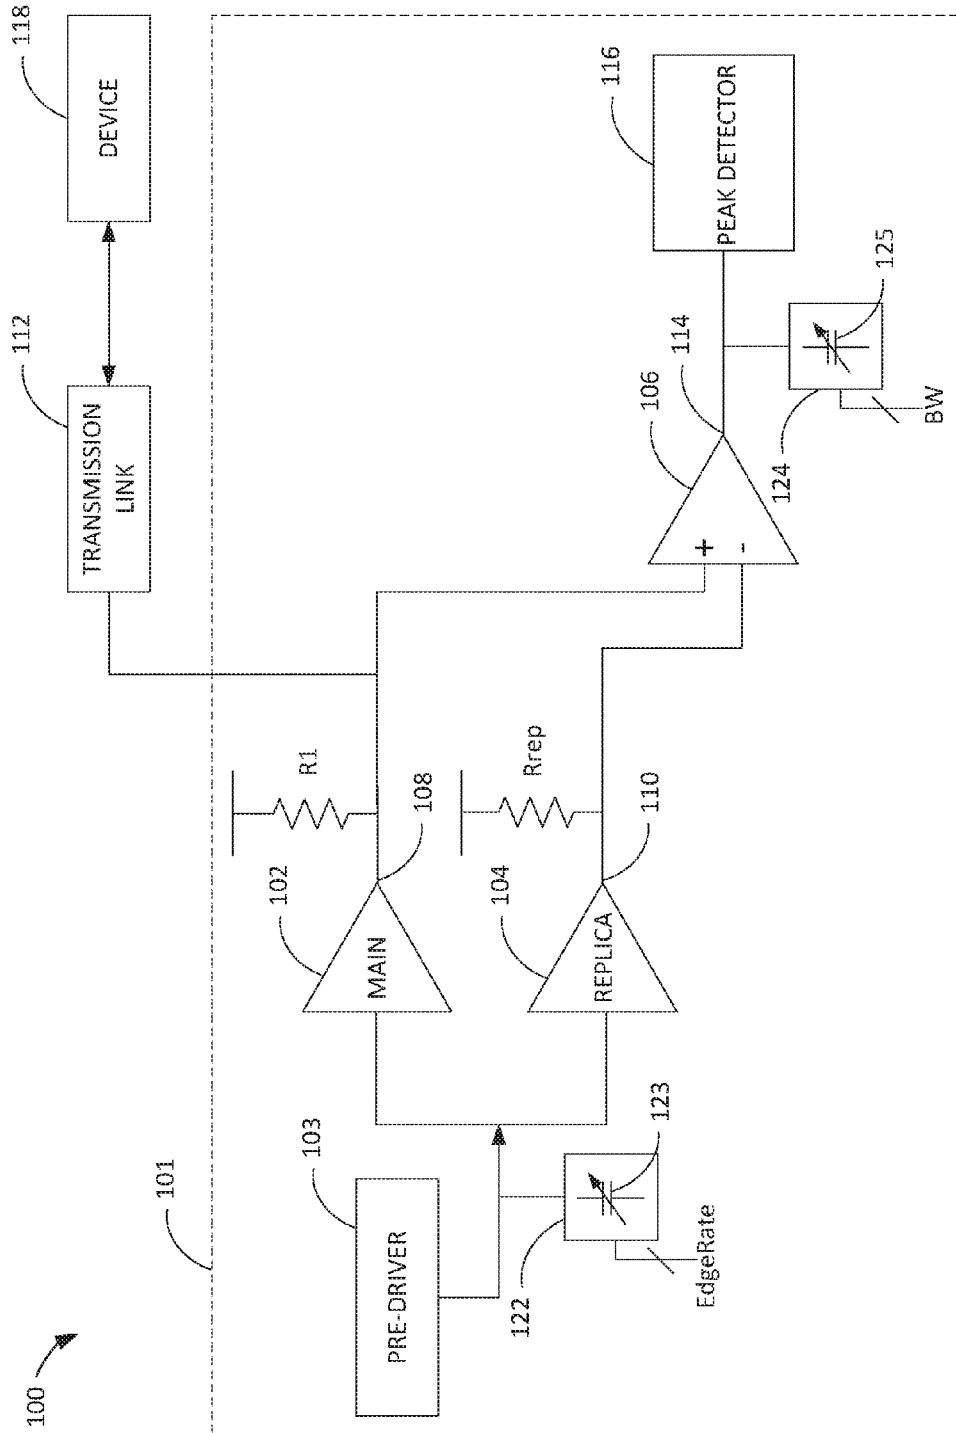 100
101
PRE-DRIVER
103
122
123
EdgeRate
MAIN
102
108
R1
REPLICA
104
110
Rrep
TRANSMISSION
LINK
112
DEVICE
118
+
-
106
114
124
125
BW
PEAK DETECTOR
116